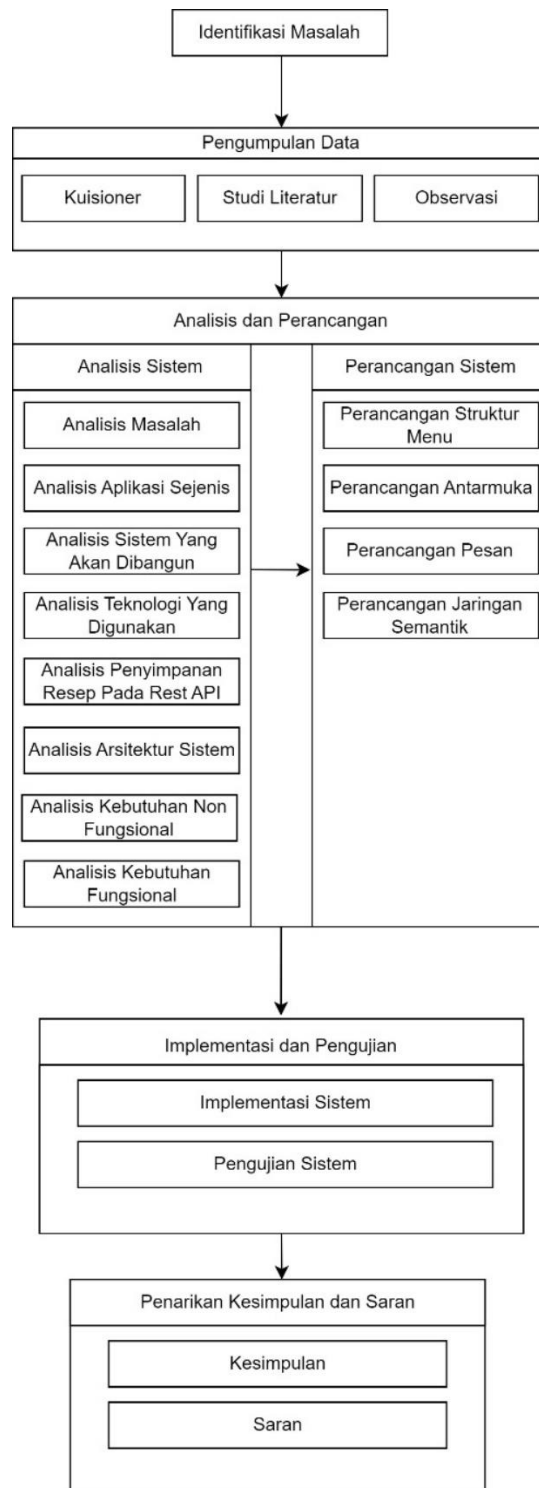 Identifikasi Masalah
Pengumpulan Data
Kuisioner
Studi Literatur
Observasi
Analisis dan Perancangan
Analisis Sistem
Analisis Masalah
Analisis Aplikasi Sejenis
Analisis Sistem Yang
Akan Dibangun
Analisis Teknologi Yang
Digunakan
Analisis Penyimpanan
Resep Pada Rest API
Analisis Arsitektur Sistem
Analisis Kebutuhan Non
Fungsional
Analisis Kebutuhan
Fungsional
Perancangan Sistem
Perancangan Struktur
Menu
Perancangan Antarmuka
Perancangan Pesan
Perancangan Jaringan
Semantik
Implementasi dan Pengujian
Implementasi Sistem
Pengujian Sistem
Penarikan Kesimpulan dan Saran
Kesimpulan
Saran